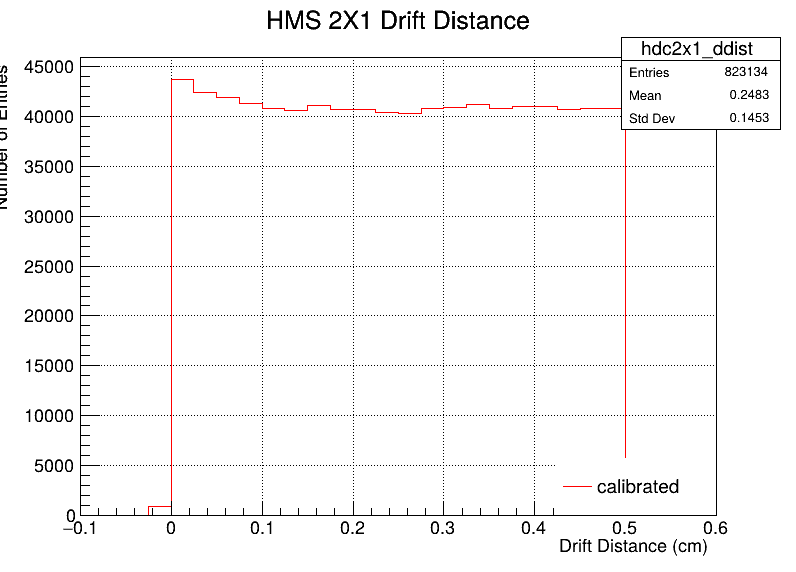 HMS 2X1 Drift Distance
hdc2x1_ddist
Entries 823134
Mean 0.2483
Std Dev 0.1453
Number of Entries
45000
40000
35000
30000
25000
20000
15000
10000
5000
0
−0.1 0 0.1 0.2 0.3 0.4 0.5 0.6
Drift Distance (cm)
calibrated